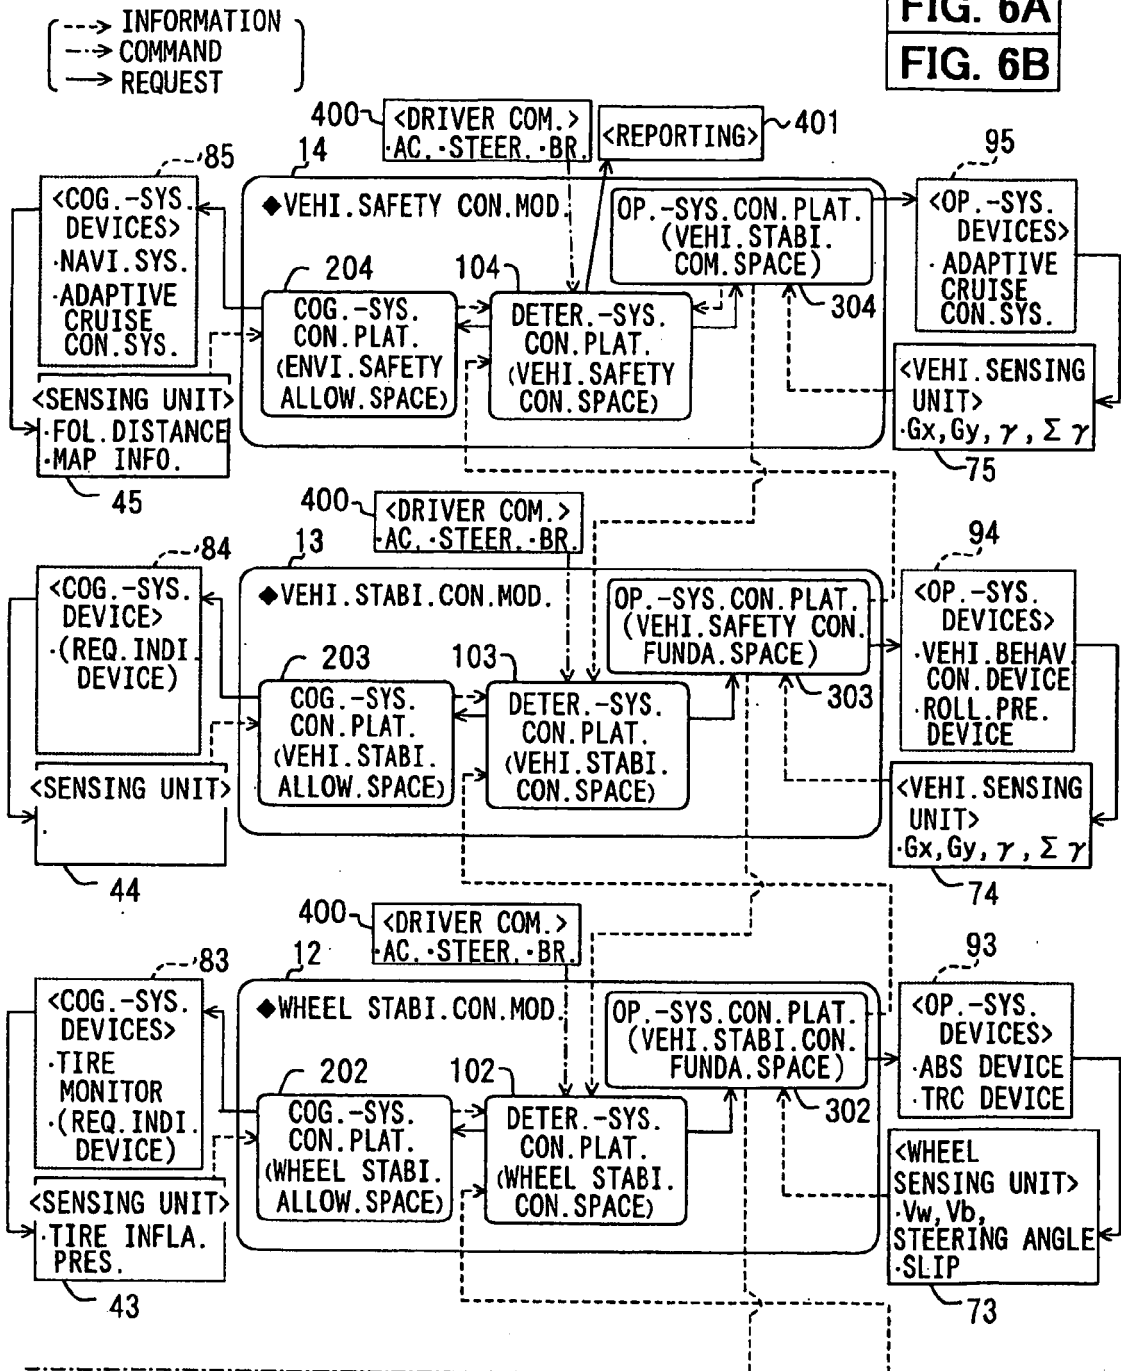 FIG. 6A
FIG. 6B
INFORMATION
COMMAND
REQUEST
400
<DRIVER COM.>
·AC.·STEER.·BR.
<REPORTING>
401
85
<COG.-SYS.
DEVICES>
·NAVI.SYS.
·ADAPTIVE
CRUISE
CON.SYS.
<SENSING UNIT>
·FOL.DISTANCE
·MAP INFO.
45
14
◆VEHI.SAFETY CON.MOD.
204
COG.-SYS.
CON.PLAT.
(ENVI.SAFETY
ALLOW.SPACE)
104
DETER.-SYS.
CON.PLAT.
(VEHI.SAFETY
CON.SPACE)
OP.-SYS.CON.PLAT.
(VEHI.STABI.
COM.SPACE)
304
95
<OP.-SYS.
DEVICES>
·ADAPTIVE
CRUISE
CON.SYS.
<VEHI.SENSING
UNIT>
·Gx,Gy,γ,Σγ
75
400
<DRIVER COM.>
·AC.·STEER.·BR.
84
<COG.-SYS.
DEVICE>
·(REQ.INDI.
DEVICE)
<SENSING UNIT>
·
44
13
◆VEHI.STABI.CON.MOD.
203
COG.-SYS.
CON.PLAT.
(VEHI.STABI.
ALLOW.SPACE)
103
DETER.-SYS.
CON.PLAT.
(VEHI.STABI.
CON.SPACE)
OP.-SYS.CON.PLAT.
(VEHI.SAFETY CON.
FUNDA.SPACE)
303
94
<OP.-SYS.
DEVICES>
·VEHI.BEHAV
CON.DEVICE
·ROLL.PRE.
DEVICE
<VEHI.SENSING
UNIT>
·Gx,Gy,γ,Σγ
74
400
<DRIVER COM.>
·AC.·STEER.·BR.
83
<COG.-SYS.
DEVICES>
·TIRE
MONITOR
·(REQ.INDI.
DEVICE)
<SENSING UNIT>
·TIRE INFLA.
PRES.
43
12
◆WHEEL STABI.CON.MOD.
202
COG.-SYS.
CON.PLAT.
(WHEEL STABI.
ALLOW.SPACE)
102
DETER.-SYS.
CON.PLAT.
(WHEEL STABI.
CON.SPACE)
OP.-SYS.CON.PLAT.
(VEHI.STABI.CON.
FUNDA.SPACE)
302
93
<OP.-SYS.
DEVICES>
·ABS DEVICE
·TRC DEVICE
<WHEEL
SENSING UNIT>
·Vw,Vb,
STEERING ANGLE
·SLIP
73